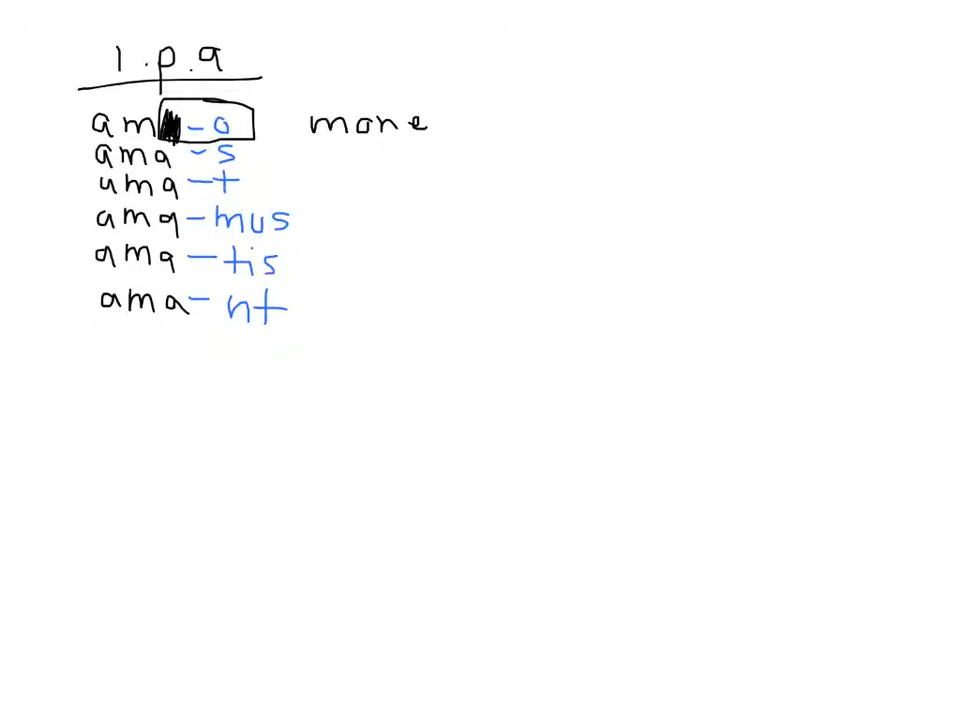 1.p.a
am -o mone
ama -s
ama -t
ama -mus
ama -tis
ama -nt